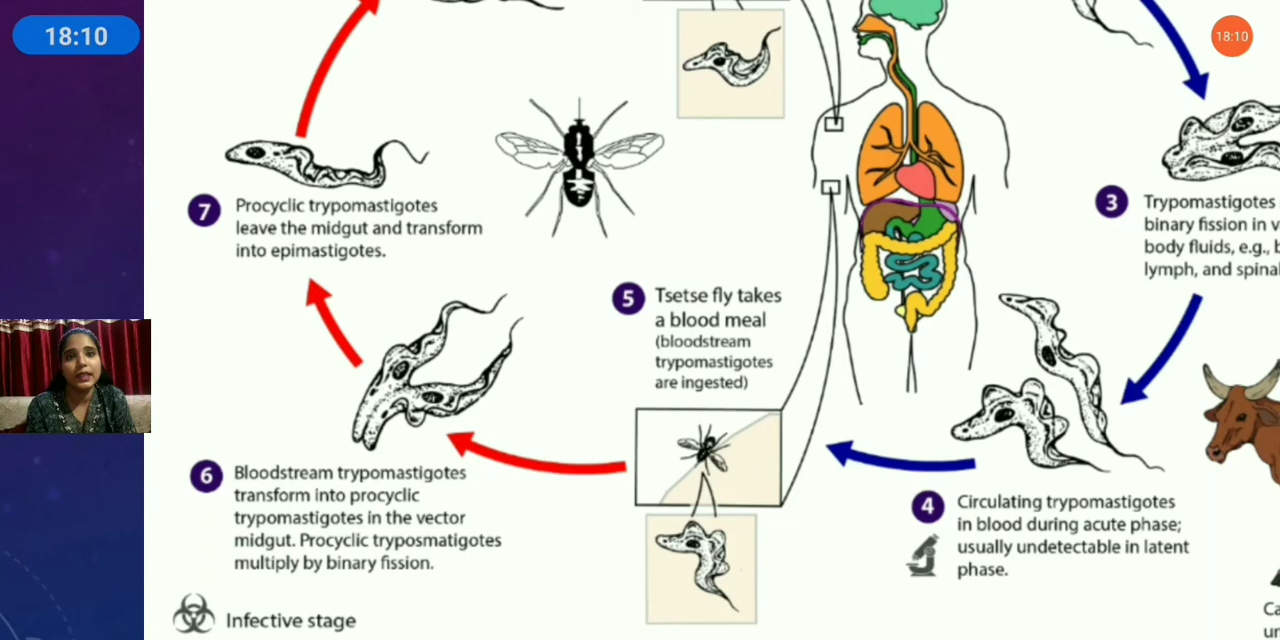 18:10
18:10
7
Procyclic trypomastigotes
leave the midgut and transform
into epimastigotes.
3
Trypomastigotes
binary fission in v
body fluids, e.g., b
lymph, and spina
5
Tsetse fly takes
a blood meal
(bloodstream
trypomastigotes
are ingested)
6
Bloodstream trypomastigotes
transform into procyclic
trypomastigotes in the vector
midgut. Procyclic tryposmatigotes
multiply by binary fission.
4
Circulating trypomastigotes
in blood during acute phase;
usually undetectable in latent
phase.
Infective stage
Ca
un